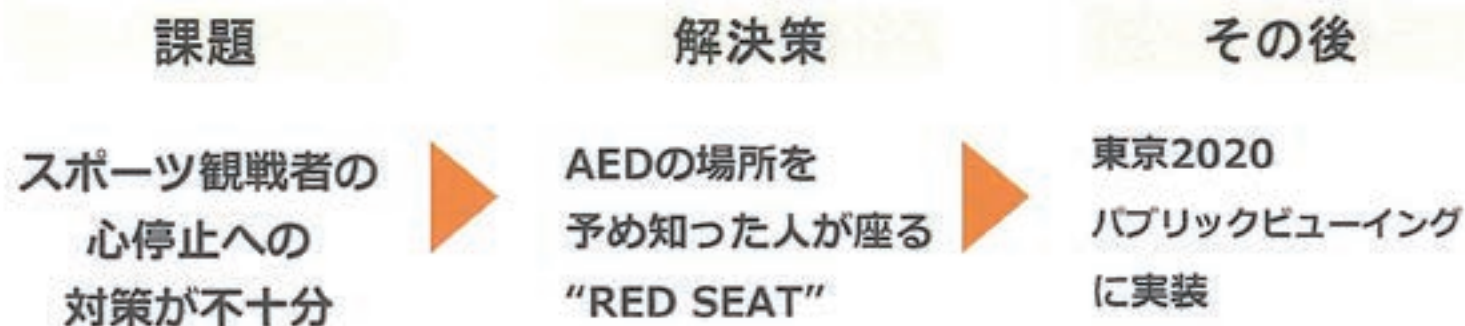 課題
スポーツ観戦者の
心停止への
対策が不十分
解決策
AEDの場所を
予め知った人が座る
“RED SEAT”
その後
東京2020
パブリックビューイング
に実装